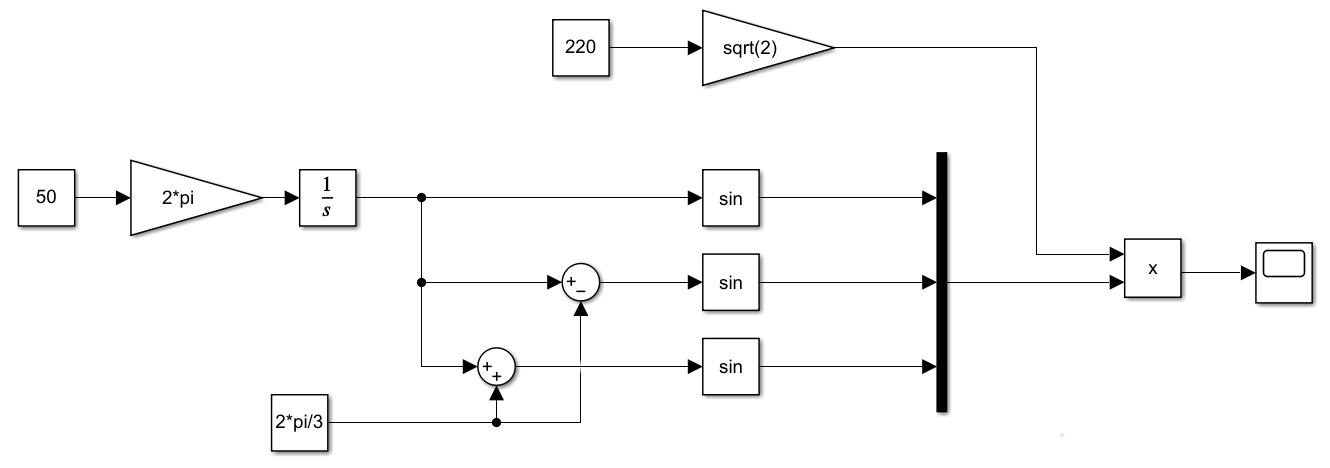 220
sqrt(2)
50
2*pi
1
s
sin
+
−
sin
x
+
+
sin
2*pi/3